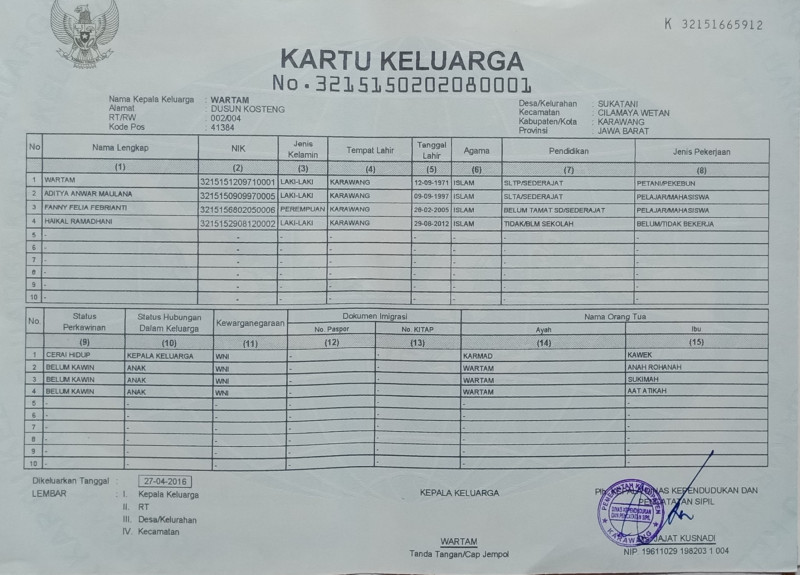 K 32151665912
KARTU KELUARGA
No.3215150202080001
Nama Kepala Keluarga : WARTAM
Alamat : DUSUN KOSTENG
RT/RW : 002/004
Kode Pos : 41384
Desa/Kelurahan : SUKATANI
Kecamatan : CILAMAYA WETAN
Kabupaten/Kota : KARAWANG
Provinsi : JAWA BARAT
No Nama Lengkap NIK Jenis Kelamin Tempat Lahir Tanggal Lahir Agama Pendidikan Jenis Pekerjaan
(1) (2) (3) (4) (5) (6) (7) (8)
1 WARTAM 3215151209710001 LAKI-LAKI KARAWANG 12-09-1971 ISLAM SLTP/SEDERAJAT PETANI/PEKEBUN
2 ADITYA ANWAR MAULANA 3215150909970005 LAKI-LAKI KARAWANG 09-09-1997 ISLAM SLTA/SEDERAJAT PELAJAR/MAHASISWA
3 FANNY FELIA FEBRIANTI 3215156802050006 PEREMPUAN KARAWANG 28-02-2005 ISLAM BELUM TAMAT SD/SEDERAJAT PELAJAR/MAHASISWA
4 HAIKAL RAMADHANI 3215152908120002 LAKI-LAKI KARAWANG 29-08-2012 ISLAM TIDAK/BLM SEKOLAH BELUM/TIDAK BEKERJA
5 - - - - - - - -
6 - - - - - - - -
7 - - - - - - - -
8 - - - - - - - -
9 - - - - - - - -
10 - - - - - - - -
No. Status Perkawinan Status Hubungan Dalam Keluarga Kewarganegaraan Dokumen Imigrasi Nama Orang Tua
No. Paspor No. KITAP Ayah Ibu
(9) (10) (11) (12) (13) (14) (15)
1 CERAI HIDUP KEPALA KELUARGA WNI - - KARMAD KAWEK
2 BELUM KAWIN ANAK WNI - - WARTAM ANAH ROHANAH
3 BELUM KAWIN ANAK WNI - - WARTAM SUKIMAH
4 BELUM KAWIN ANAK WNI - - WARTAM AAT ATIKAH
5 - - - - - - -
6 - - - - - - -
7 - - - - - - -
8 - - - - - - -
9 - - - - - - -
10 - - - - - - -
Dikeluarkan Tanggal : 27-04-2016
LEMBAR : I. Kepala Keluarga
II. RT
III. Desa/Kelurahan
IV. Kecamatan
KEPALA KELUARGA
WARTAM
Tanda Tangan/Cap Jempol
KEPALA DINAS KEPENDUDUKAN DAN
PENCATATAN SIPIL
DINAS KEPENDUDUKAN
DAN PENCATATAN SIPIL
KARAWANG
JAJAT KUSNADI
NIP 19611029 198203 1 004